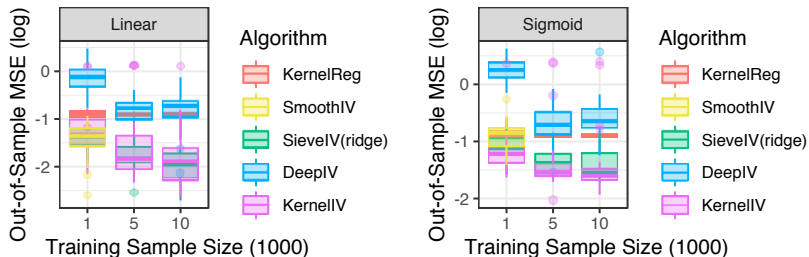 Linear
Out-of-Sample MSE (log)
0
-1
-2
1 5 10
Training Sample Size (1000)
Algorithm
KernelReg
SmoothIV
SieveIV(ridge)
DeepIV
KernelIV
Sigmoid
Out-of-Sample MSE (log)
0
-1
-2
1 5 10
Training Sample Size (1000)
Algorithm
KernelReg
SmoothIV
SieveIV(ridge)
DeepIV
KernelIV